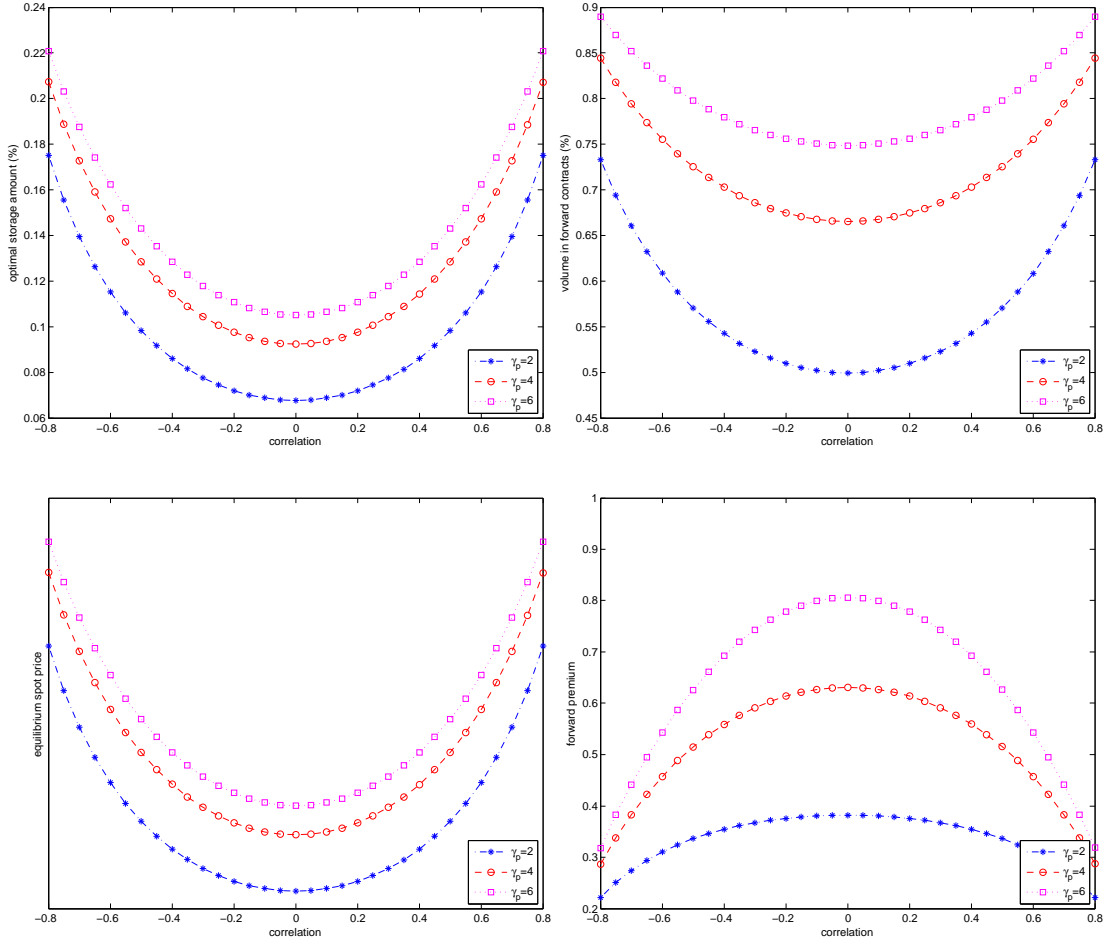 0.24
0.22
0.2
0.18
0.16
0.14
0.12
0.1
0.08
0.06
optimal storage amount (%)
−0.8 −0.6 −0.4 −0.2 0 0.2 0.4 0.6 0.8
correlation
γp=2
γp=4
γp=6
0.9
0.85
0.8
0.75
0.7
0.65
0.6
0.55
0.5
0.45
volume in forward contracts (%)
−0.8 −0.6 −0.4 −0.2 0 0.2 0.4 0.6 0.8
correlation
γp=2
γp=4
γp=6
equilibrium spot price
−0.8 −0.6 −0.4 −0.2 0 0.2 0.4 0.6 0.8
correlation
γp=2
γp=4
γp=6
1
0.9
0.8
0.7
0.6
0.5
0.4
0.3
0.2
forward premium
−0.8 −0.6 −0.4 −0.2 0 0.2 0.4 0.6 0.8
correlation
γp=2
γp=4
γp=6